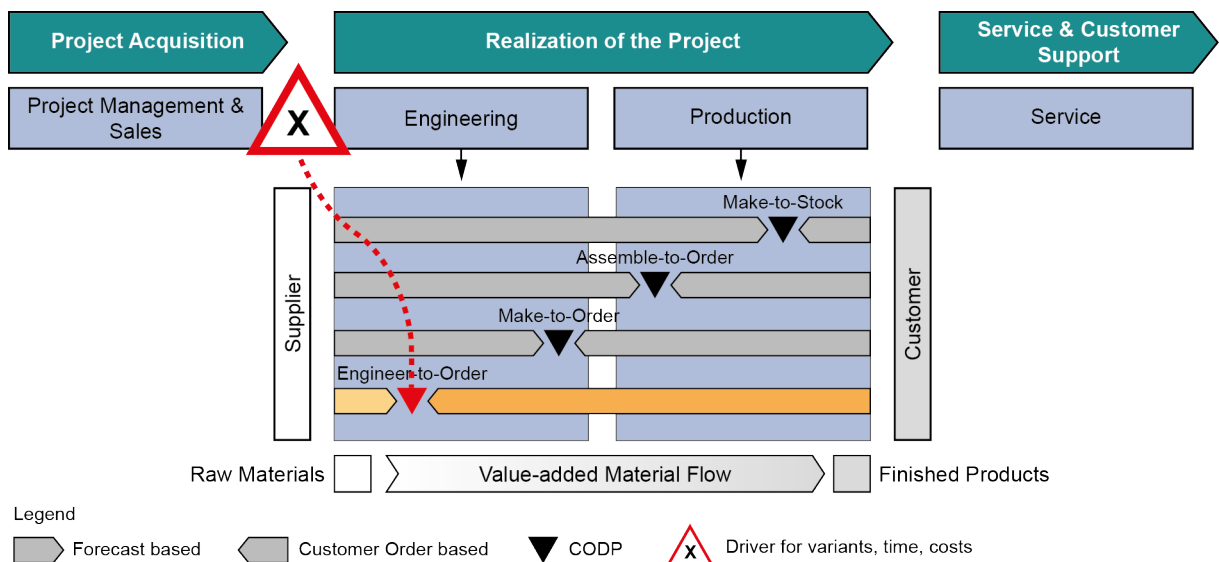 Project Acquisition
Realization of the Project
Service & Customer
Support
Project Management &
Sales
X
Engineering
Production
Service
Supplier
Make-to-Stock
Assemble-to-Order
Make-to-Order
Engineer-to-Order
Customer
Raw Materials
Value-added Material Flow
Finished Products
Legend
Forecast based
Customer Order based
CODP
X
Driver for variants, time, costs